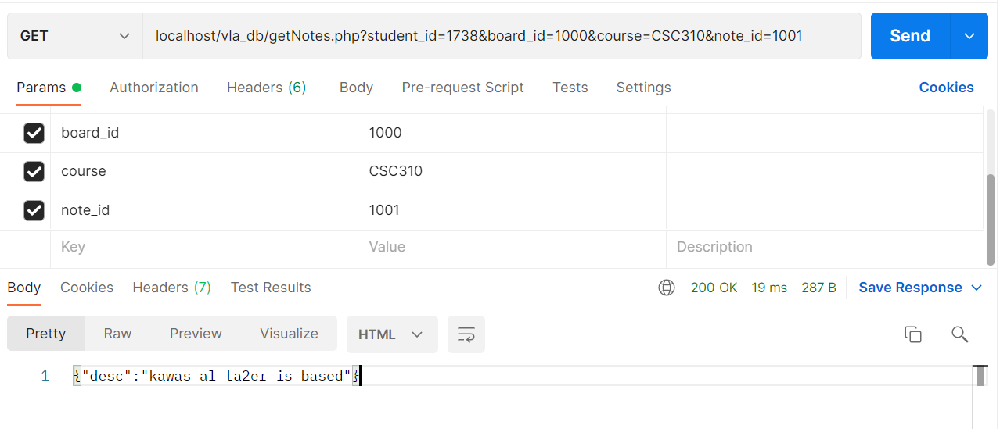 GET localhost/vla_db/getNotes.php?student_id=1738&board_id=1000&course=CSC310&note_id=1001 Send
Params Authorization Headers (6) Body Pre-request Script Tests Settings Cookies
board_id 1000
course CSC310
note_id 1001
Key Value Description
Body Cookies Headers (7) Test Results 200 OK 19 ms 287 B Save Response
Pretty Raw Preview Visualize HTML
1 {"desc":"kawas al ta2er is based"}